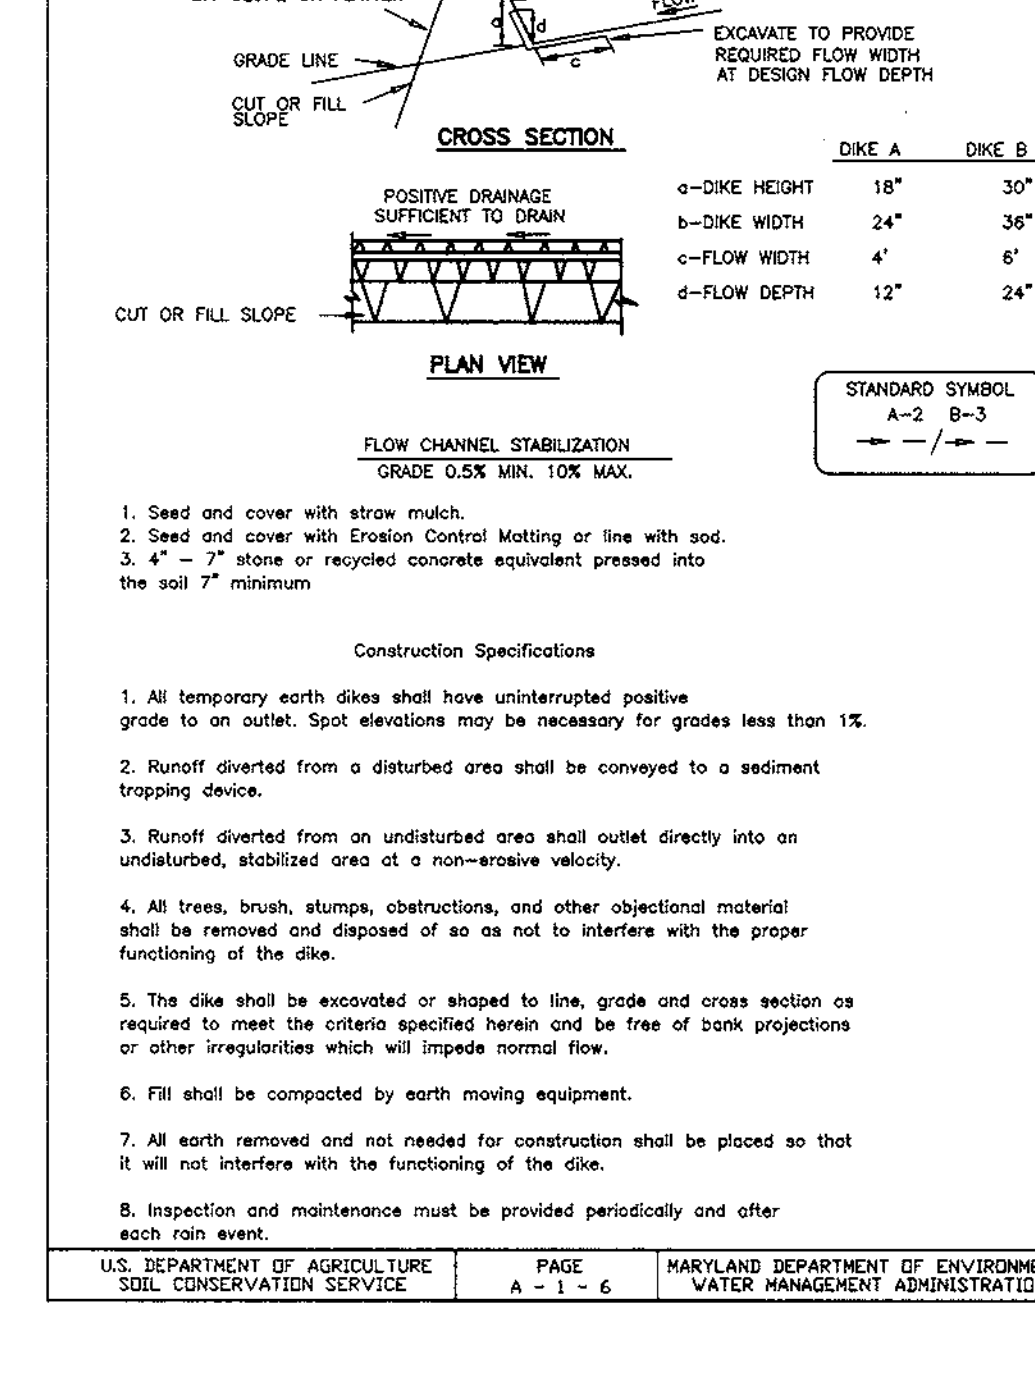 FLOW
a
d
c
EXCAVATE TO PROVIDE
REQUIRED FLOW WIDTH
AT DESIGN FLOW DEPTH
GRADE LINE
CUT OR FILL
SLOPE
CROSS SECTION
DIKE A DIKE B
a-DIKE HEIGHT 18" 30"
b-DIKE WIDTH 24" 36"
c-FLOW WIDTH 4' 6'
d-FLOW DEPTH 12" 24"
POSITIVE DRAINAGE
SUFFICIENT TO DRAIN
CUT OR FILL SLOPE
PLAN VIEW
STANDARD SYMBOL
A-2 B-3
FLOW CHANNEL STABILIZATION
GRADE 0.5% MIN. 10% MAX.
1. Seed and cover with straw mulch.
2. Seed and cover with Erosion Control Matting or line with sod.
3. 4" – 7" stone or recycled concrete equivalent pressed into
the soil 7" minimum
Construction Specifications
1. All temporary earth dikes shall have uninterrupted positive
grade to an outlet. Spot elevations may be necessary for grades less than 1%.
2. Runoff diverted from a disturbed area shall be conveyed to a sediment
trapping device.
3. Runoff diverted from an undisturbed area shall outlet directly into an
undisturbed, stabilized area at a non-erosive velocity.
4. All trees, brush, stumps, obstructions, and other objectional material
shall be removed and disposed of so as not to interfere with the proper
functioning of the dike.
5. The dike shall be excavated or shaped to line, grade and cross section as
required to meet the criteria specified herein and be free of bank projections
or other irregularities which will impede normal flow.
6. Fill shall be compacted by earth moving equipment.
7. All earth removed and not needed for construction shall be placed so that
it will not interfere with the functioning of the dike.
8. Inspection and maintenance must be provided periodically and after
each rain event.
U.S. DEPARTMENT OF AGRICULTURE
SOIL CONSERVATION SERVICE
PAGE
A - 1 - 6
MARYLAND DEPARTMENT OF ENVIRONME
WATER MANAGEMENT ADMINISTRATIO